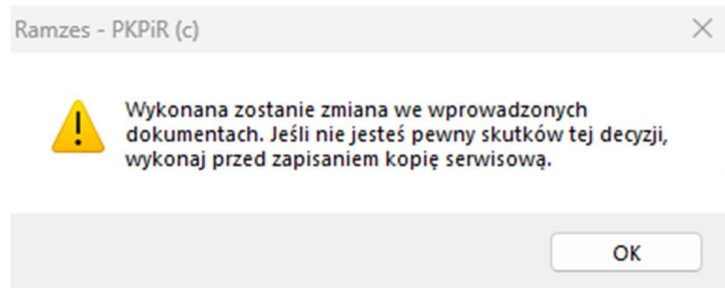 Ramzes - PKPiR (c)
Wykonana zostanie zmiana we wprowadzonych
dokumentach. Jeśli nie jesteś pewny skutków tej decyzji,
wykonaj przed zapisaniem kopię serwisową.
OK